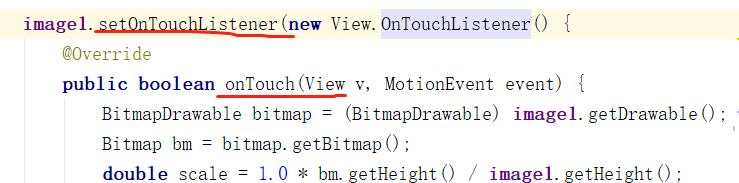 image1.setOnTouchListener(new View.OnTouchListener() {
@Override
public boolean onTouch(View v, MotionEvent event) {
BitmapDrawable bitmap = (BitmapDrawable) image1.getDrawable();
Bitmap bm = bitmap.getBitmap();
double scale = 1.0 * bm.getHeight() / image1.getHeight();